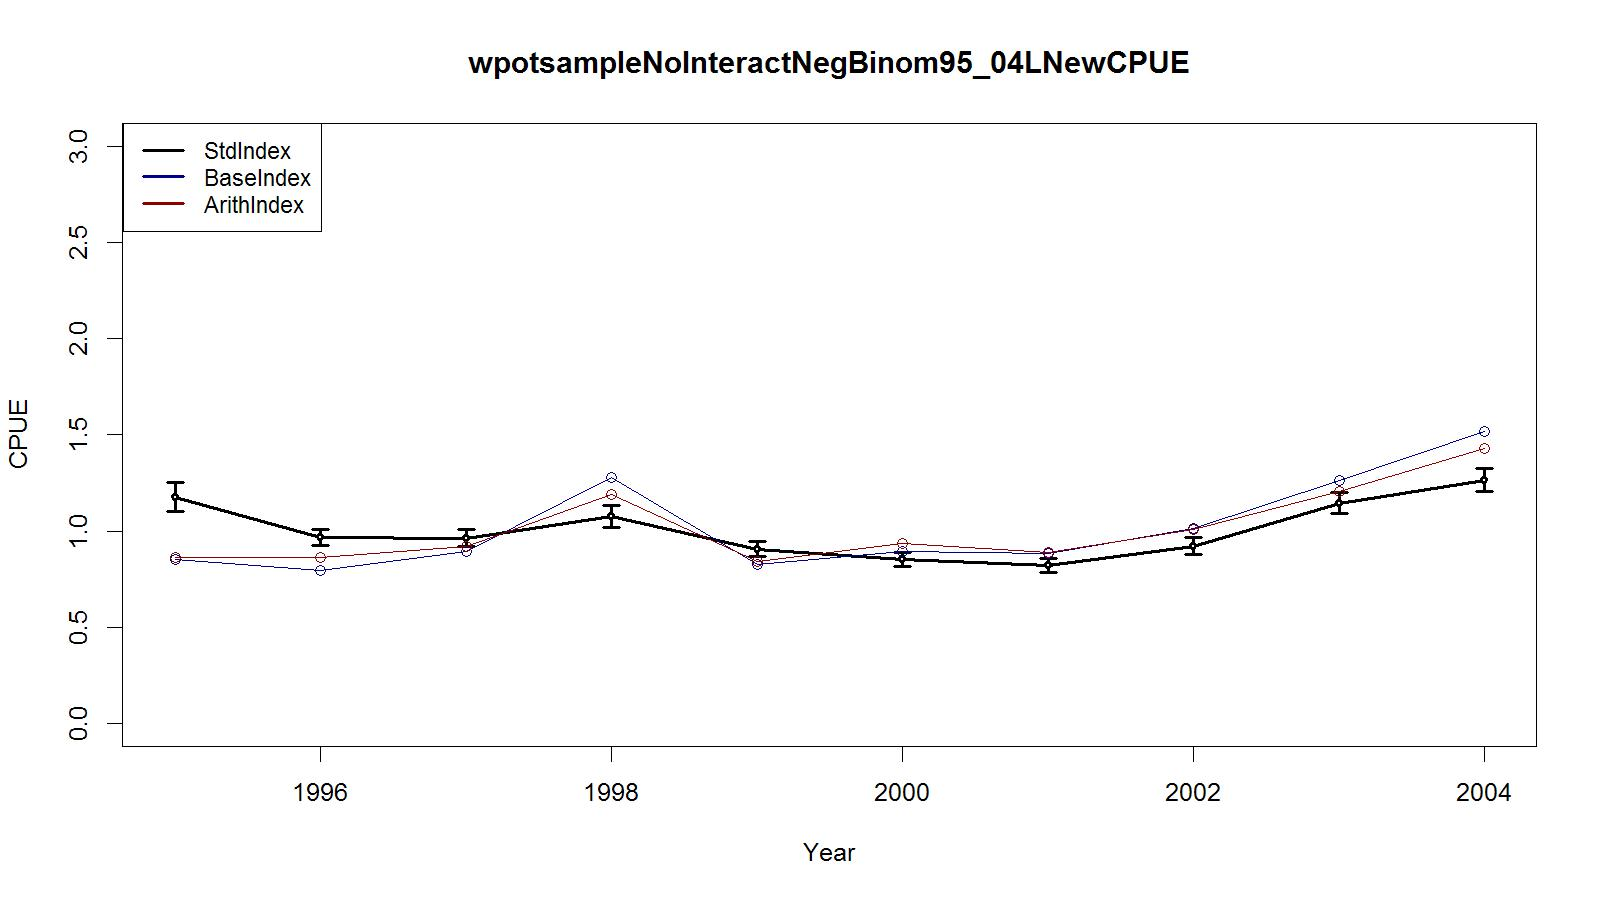 wpotsampleNoInteractNegBinom95_04LNewCPUE
StdIndex
BaseIndex
ArithIndex
3.0
2.5
2.0
1.5
1.0
0.5
0.0
CPUE
1996 1998 2000 2002 2004
Year